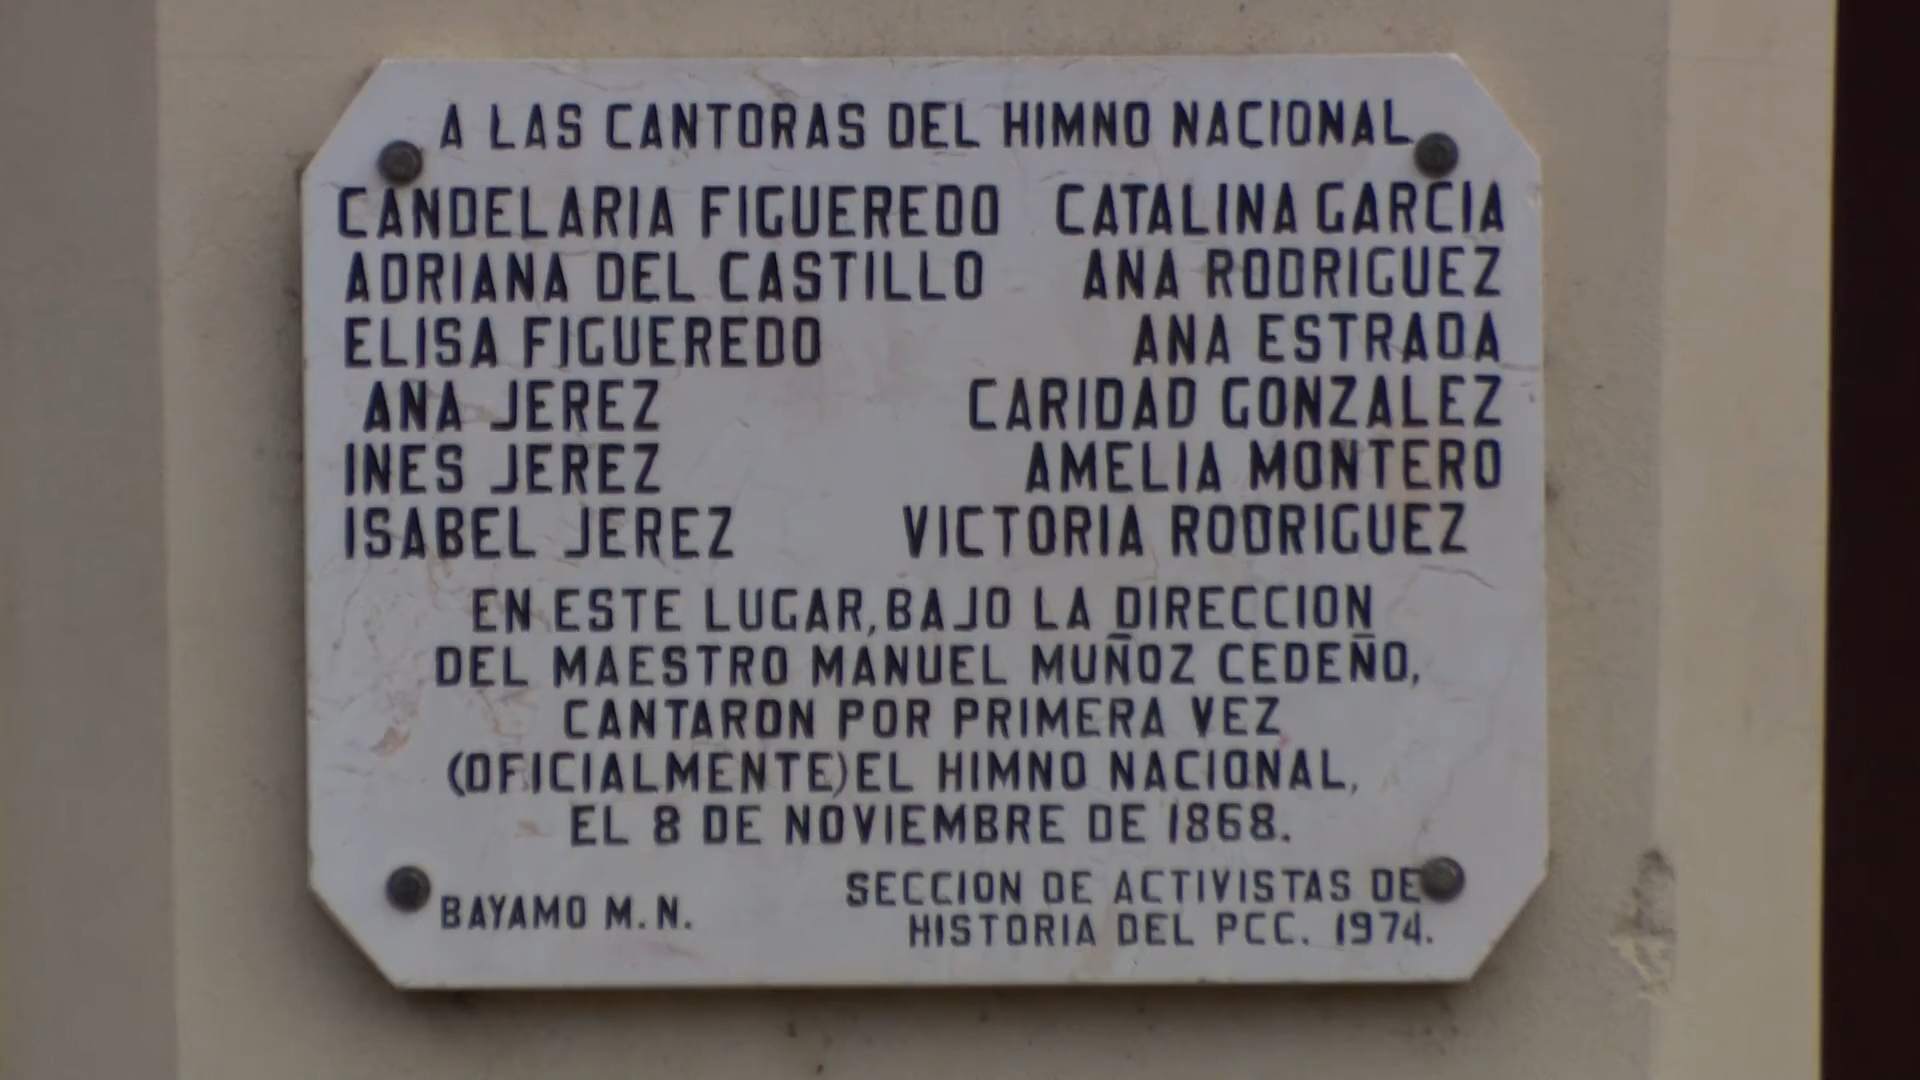 A LAS CANTORAS DEL HIMNO NACIONAL
CANDELARIA FIGUEREDO CATALINA GARCIA
ADRIANA DEL CASTILLO ANA RODRIGUEZ
ELISA FIGUEREDO ANA ESTRADA
ANA JEREZ CARIDAD GONZALEZ
INES JEREZ AMELIA MONTERO
ISABEL JEREZ VICTORIA RODRIGUEZ
EN ESTE LUGAR, BAJO LA DIRECCION
DEL MAESTRO MANUEL MUÑOZ CEDEÑO,
CANTARON POR PRIMERA VEZ
(OFICIALMENTE) EL HIMNO NACIONAL,
EL 8 DE NOVIEMBRE DE 1868.
BAYAMO M.N.
SECCION DE ACTIVISTAS DE
HISTORIA DEL PCC. 1974.